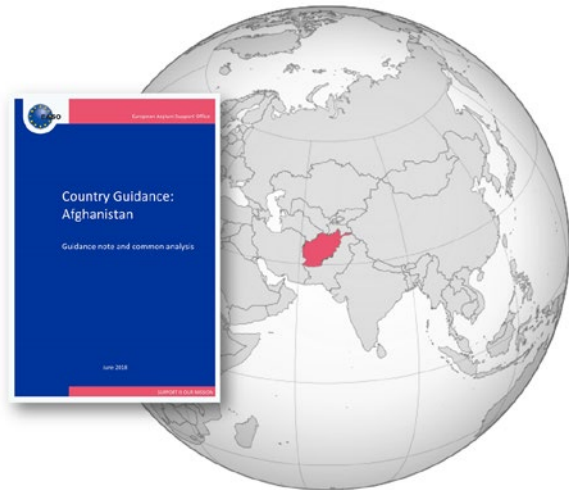 EASO
European Asylum Support Office
Country Guidance:
Afghanistan
Guidance note and common analysis
June 2018
SUPPORT IS OUR MISSION